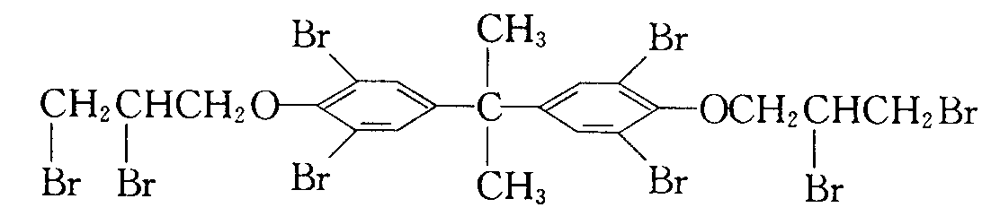 Br CH₃ Br
CH₂CHCH₂O C OCH₂CHCH₂Br
Br Br Br CH₃ Br Br